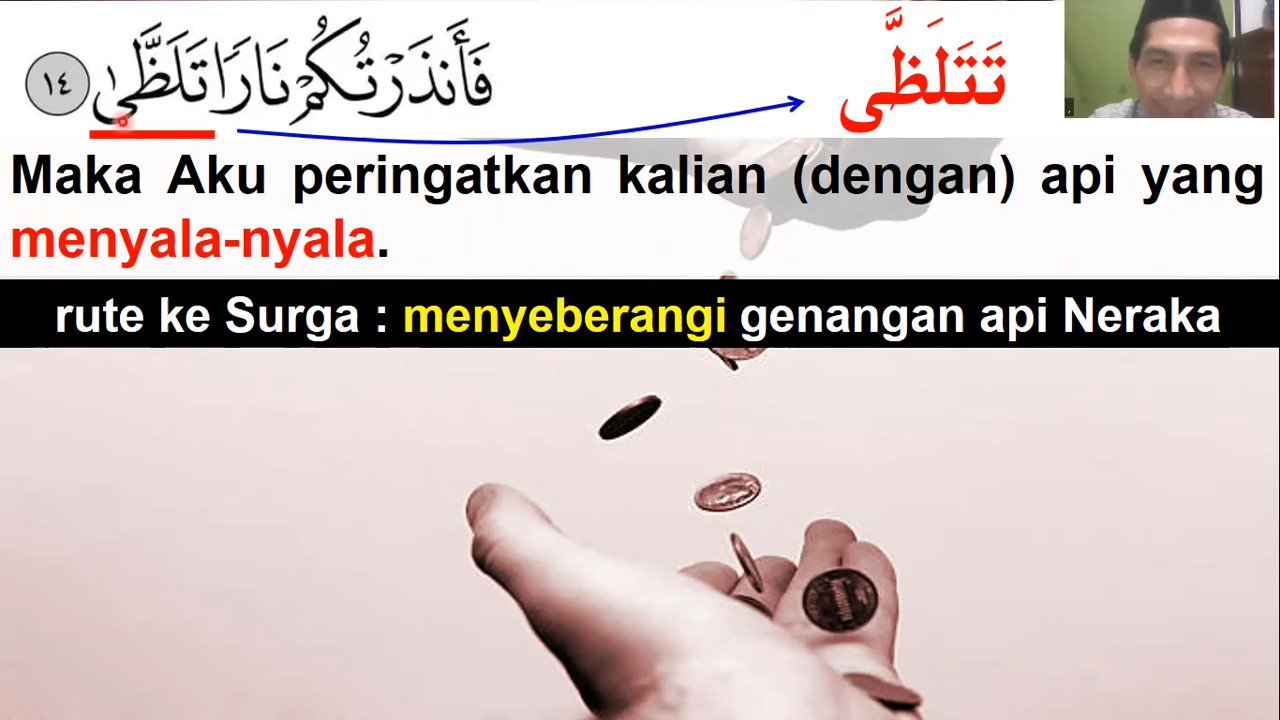 فَأَنذَرْتُكُمْ نَارًا تَلَظَّىٰ ١٤
تَتَلَظَّى
Maka Aku peringatkan kalian (dengan) api yang
menyala-nyala.
rute ke Surga : menyeberangi genangan api Neraka